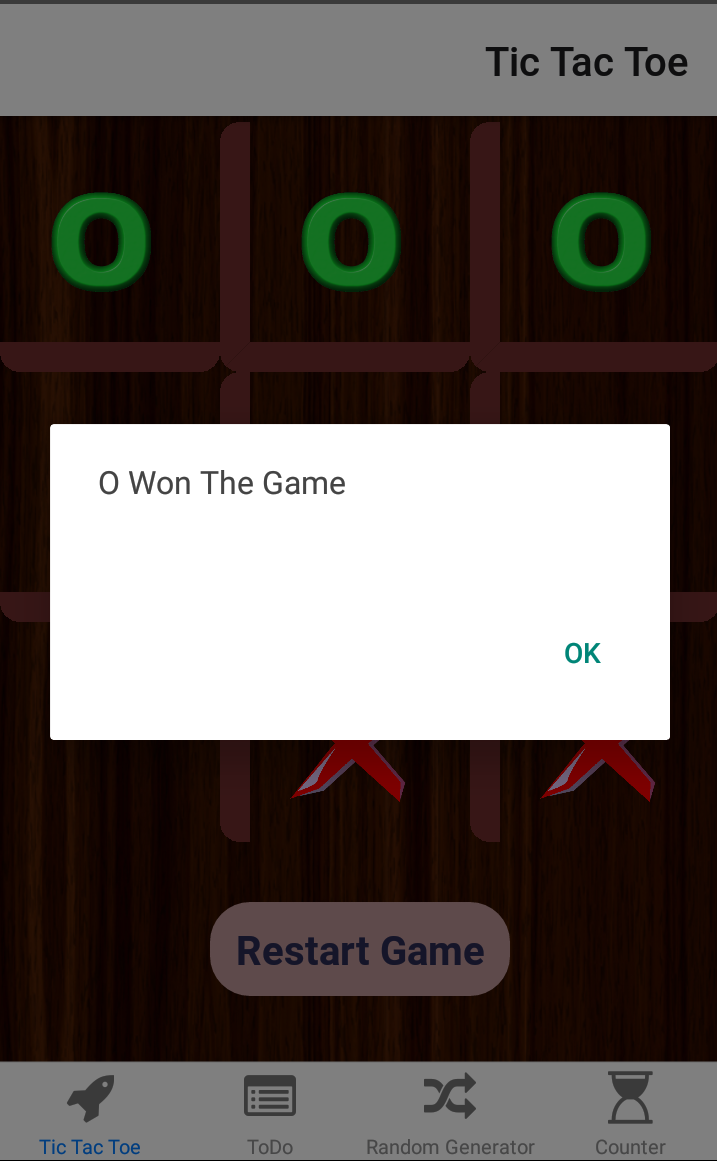 Tic Tac Toe
O O O
O Won The Game
OK
X X
Restart Game
Tic Tac Toe
ToDo
Random Generator
Counter